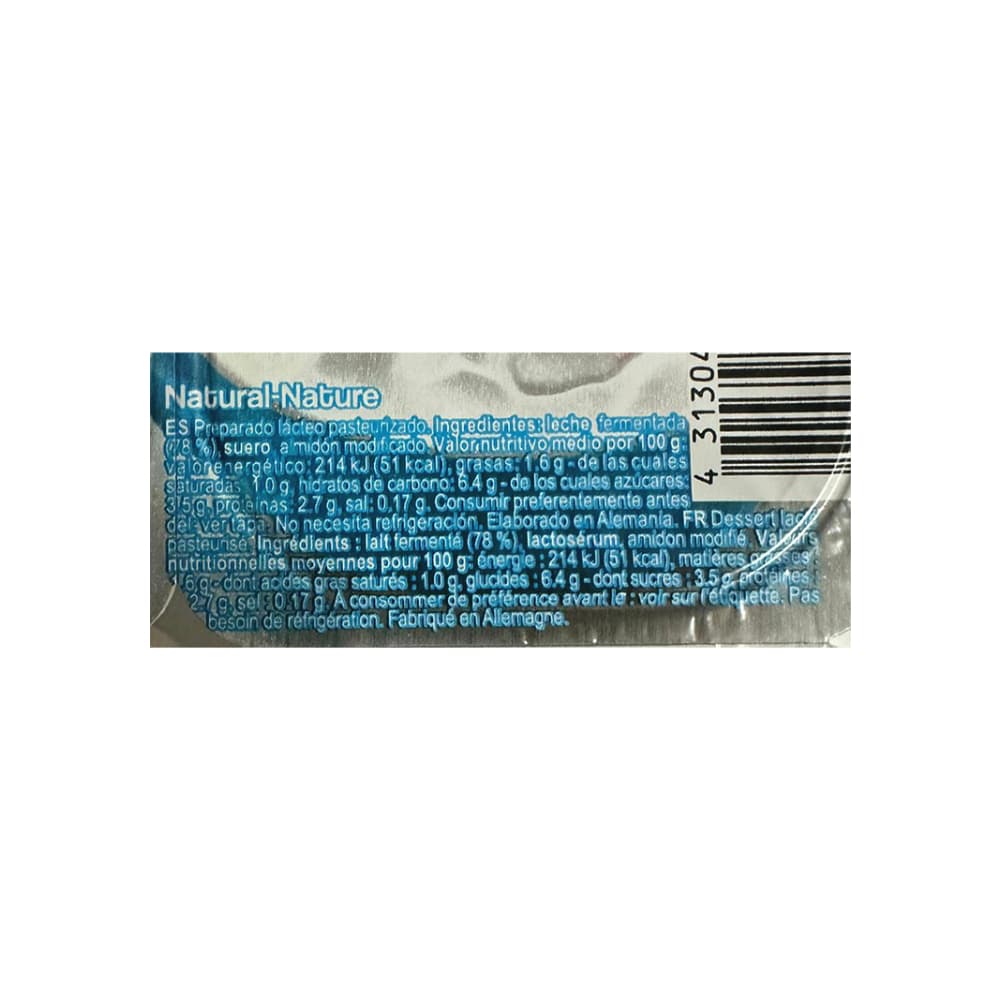 Natural-Nature
ES Preparado lácteo pasteurizado. Ingredientes: leche fermentada
(78 %), suero, almidón modificado. Valor nutritivo medio por 100 g:
valor energético: 214 kJ (51 kcal), grasas: 1,6 g - de las cuales
saturadas: 1.0 g, hidratos de carbono: 6.4 g - de los cuales azúcares:
3.5 g, proteínas: 2.7 g, sal: 0.17 g. Consumir preferentemente antes
del: ver tapa. No necesita refrigeración. Elaborado en Alemania. FR Dessert lacté
pasteurisé. Ingrédients : lait fermenté (78 %), lactosérum, amidon modifié. Valeurs
nutritionnelles moyennes pour 100 g: énergie : 214 kJ (51 kcal), matières grasses :
1.6 g - dont acides gras saturés : 1.0 g, glucides : 6.4 g - dont sucres : 3.5 g, protéines :
2.7 g, sel : 0.17 g. A consommer de préférence avant le : voir sur l'étiquette. Pas
besoin de réfrigération. Fabriqué en Allemagne.
4 31304